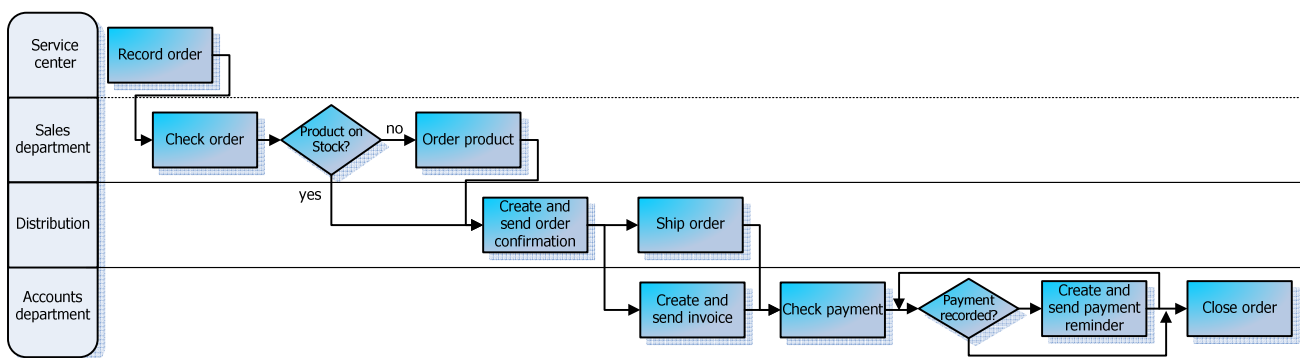 Service
center
Record order
Sales
department
Check order
Product on
Stock?
no
Order product
yes
Distribution
Create and
send order
confirmation
Ship order
Accounts
department
Create and
send invoice
Check payment
Payment
recorded?
Create and
send payment
reminder
Close order